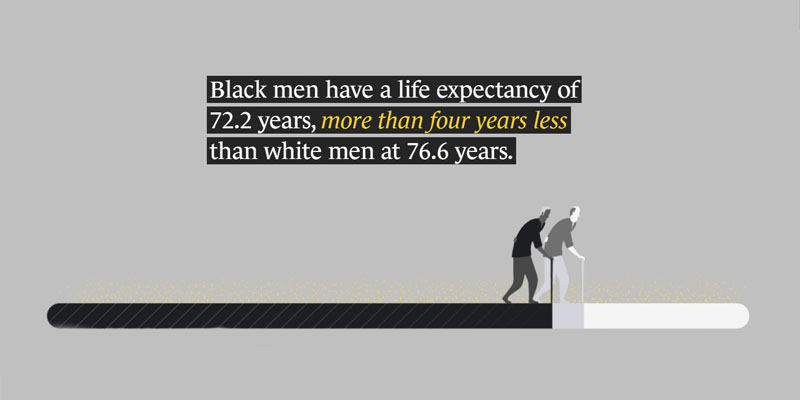 Black men have a life expectancy of
72.2 years, more than four years less
than white men at 76.6 years.